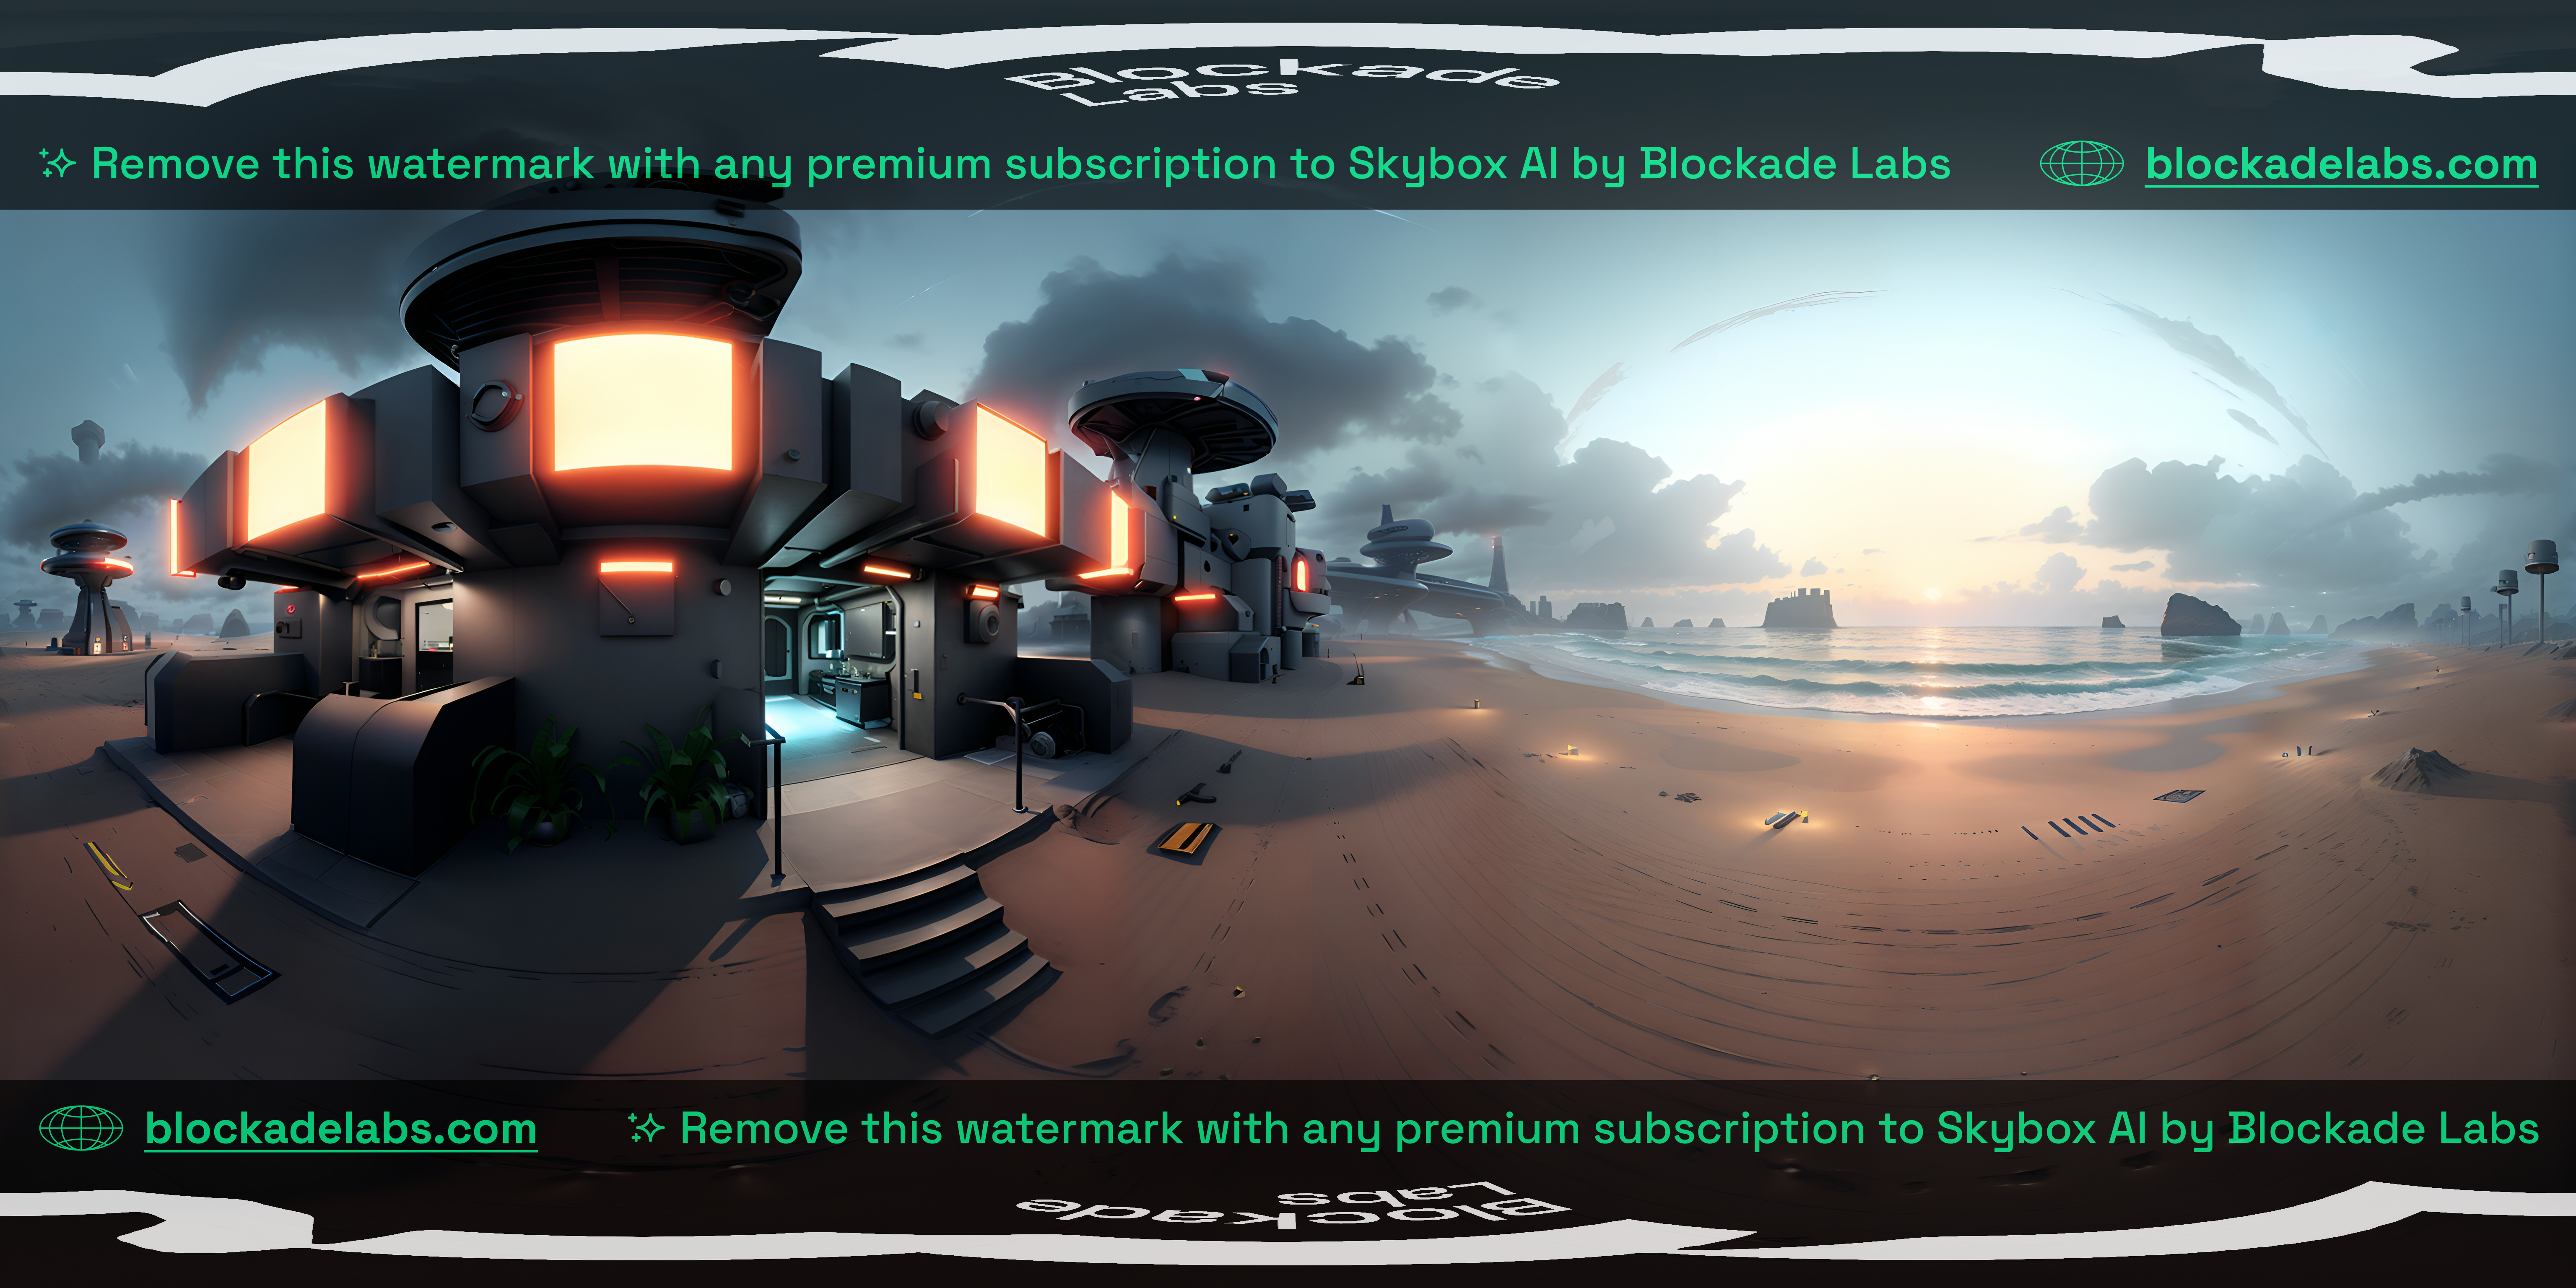 Blockade
Labs
Remove this watermark with any premium subscription to Skybox AI by Blockade Labs
blockadelabs.com
blockadelabs.com
Remove this watermark with any premium subscription to Skybox AI by Blockade Labs
Labs
Blockade